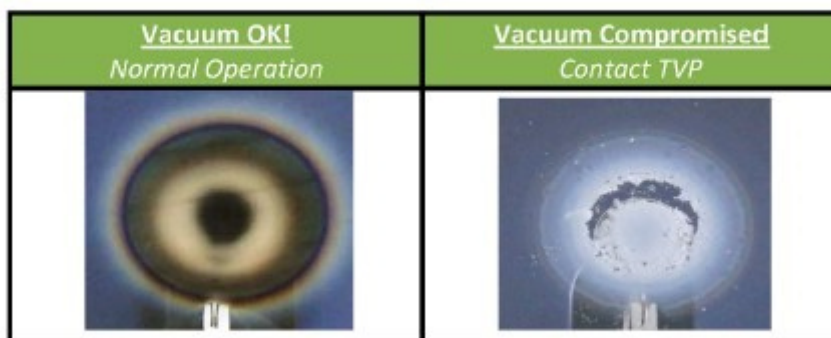 Vacuum OK!
Normal Operation
Vacuum Compromised
Contact TVP